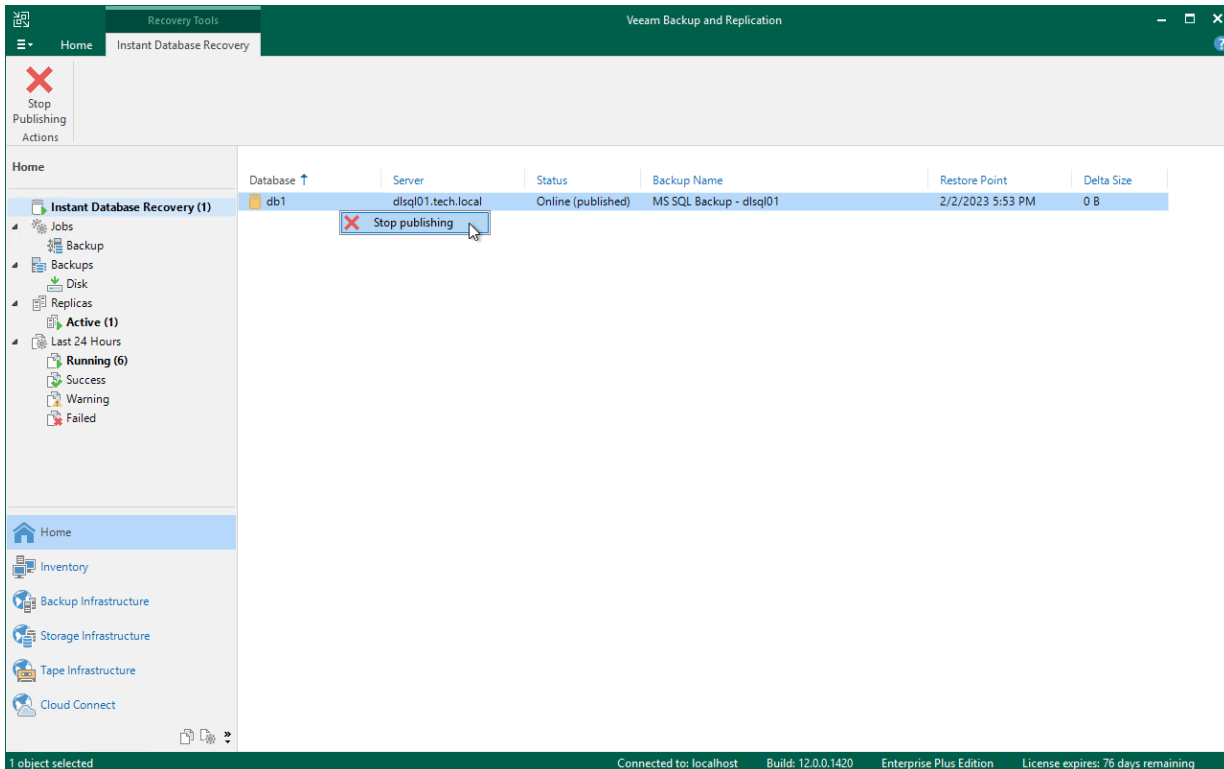 Recovery Tools
Veeam Backup and Replication
Home
Instant Database Recovery
Stop
Publishing
Actions
Home
Database
Server
Status
Backup Name
Restore Point
Delta Size
Instant Database Recovery (1)
db1
dlsql01.tech.local
Online (published)
MS SQL Backup - dlsql01
2/2/2023 5:53 PM
0 B
Stop publishing
Jobs
Backup
Backups
Disk
Replicas
Active (1)
Last 24 Hours
Running (6)
Success
Warning
Failed
Home
Inventory
Backup Infrastructure
Storage Infrastructure
Tape Infrastructure
Cloud Connect
1 object selected
Connected to: localhost
Build: 12.0.0.1420
Enterprise Plus Edition
License expires: 76 days remaining